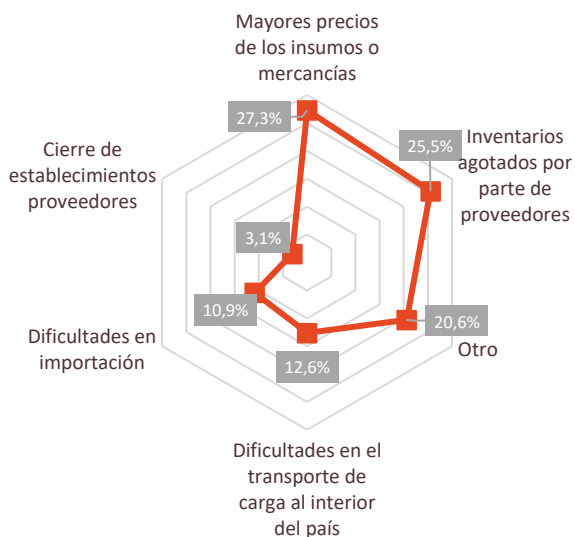 Mayores precios
de los insumos o
mercancías
27,3%
Inventarios
agotados por
parte de
proveedores
25,5%
Otro
20,6%
Dificultades en el
transporte de
carga al interior
del país
12,6%
Dificultades en
importación
10,9%
Cierre de
establecimientos
proveedores
3,1%